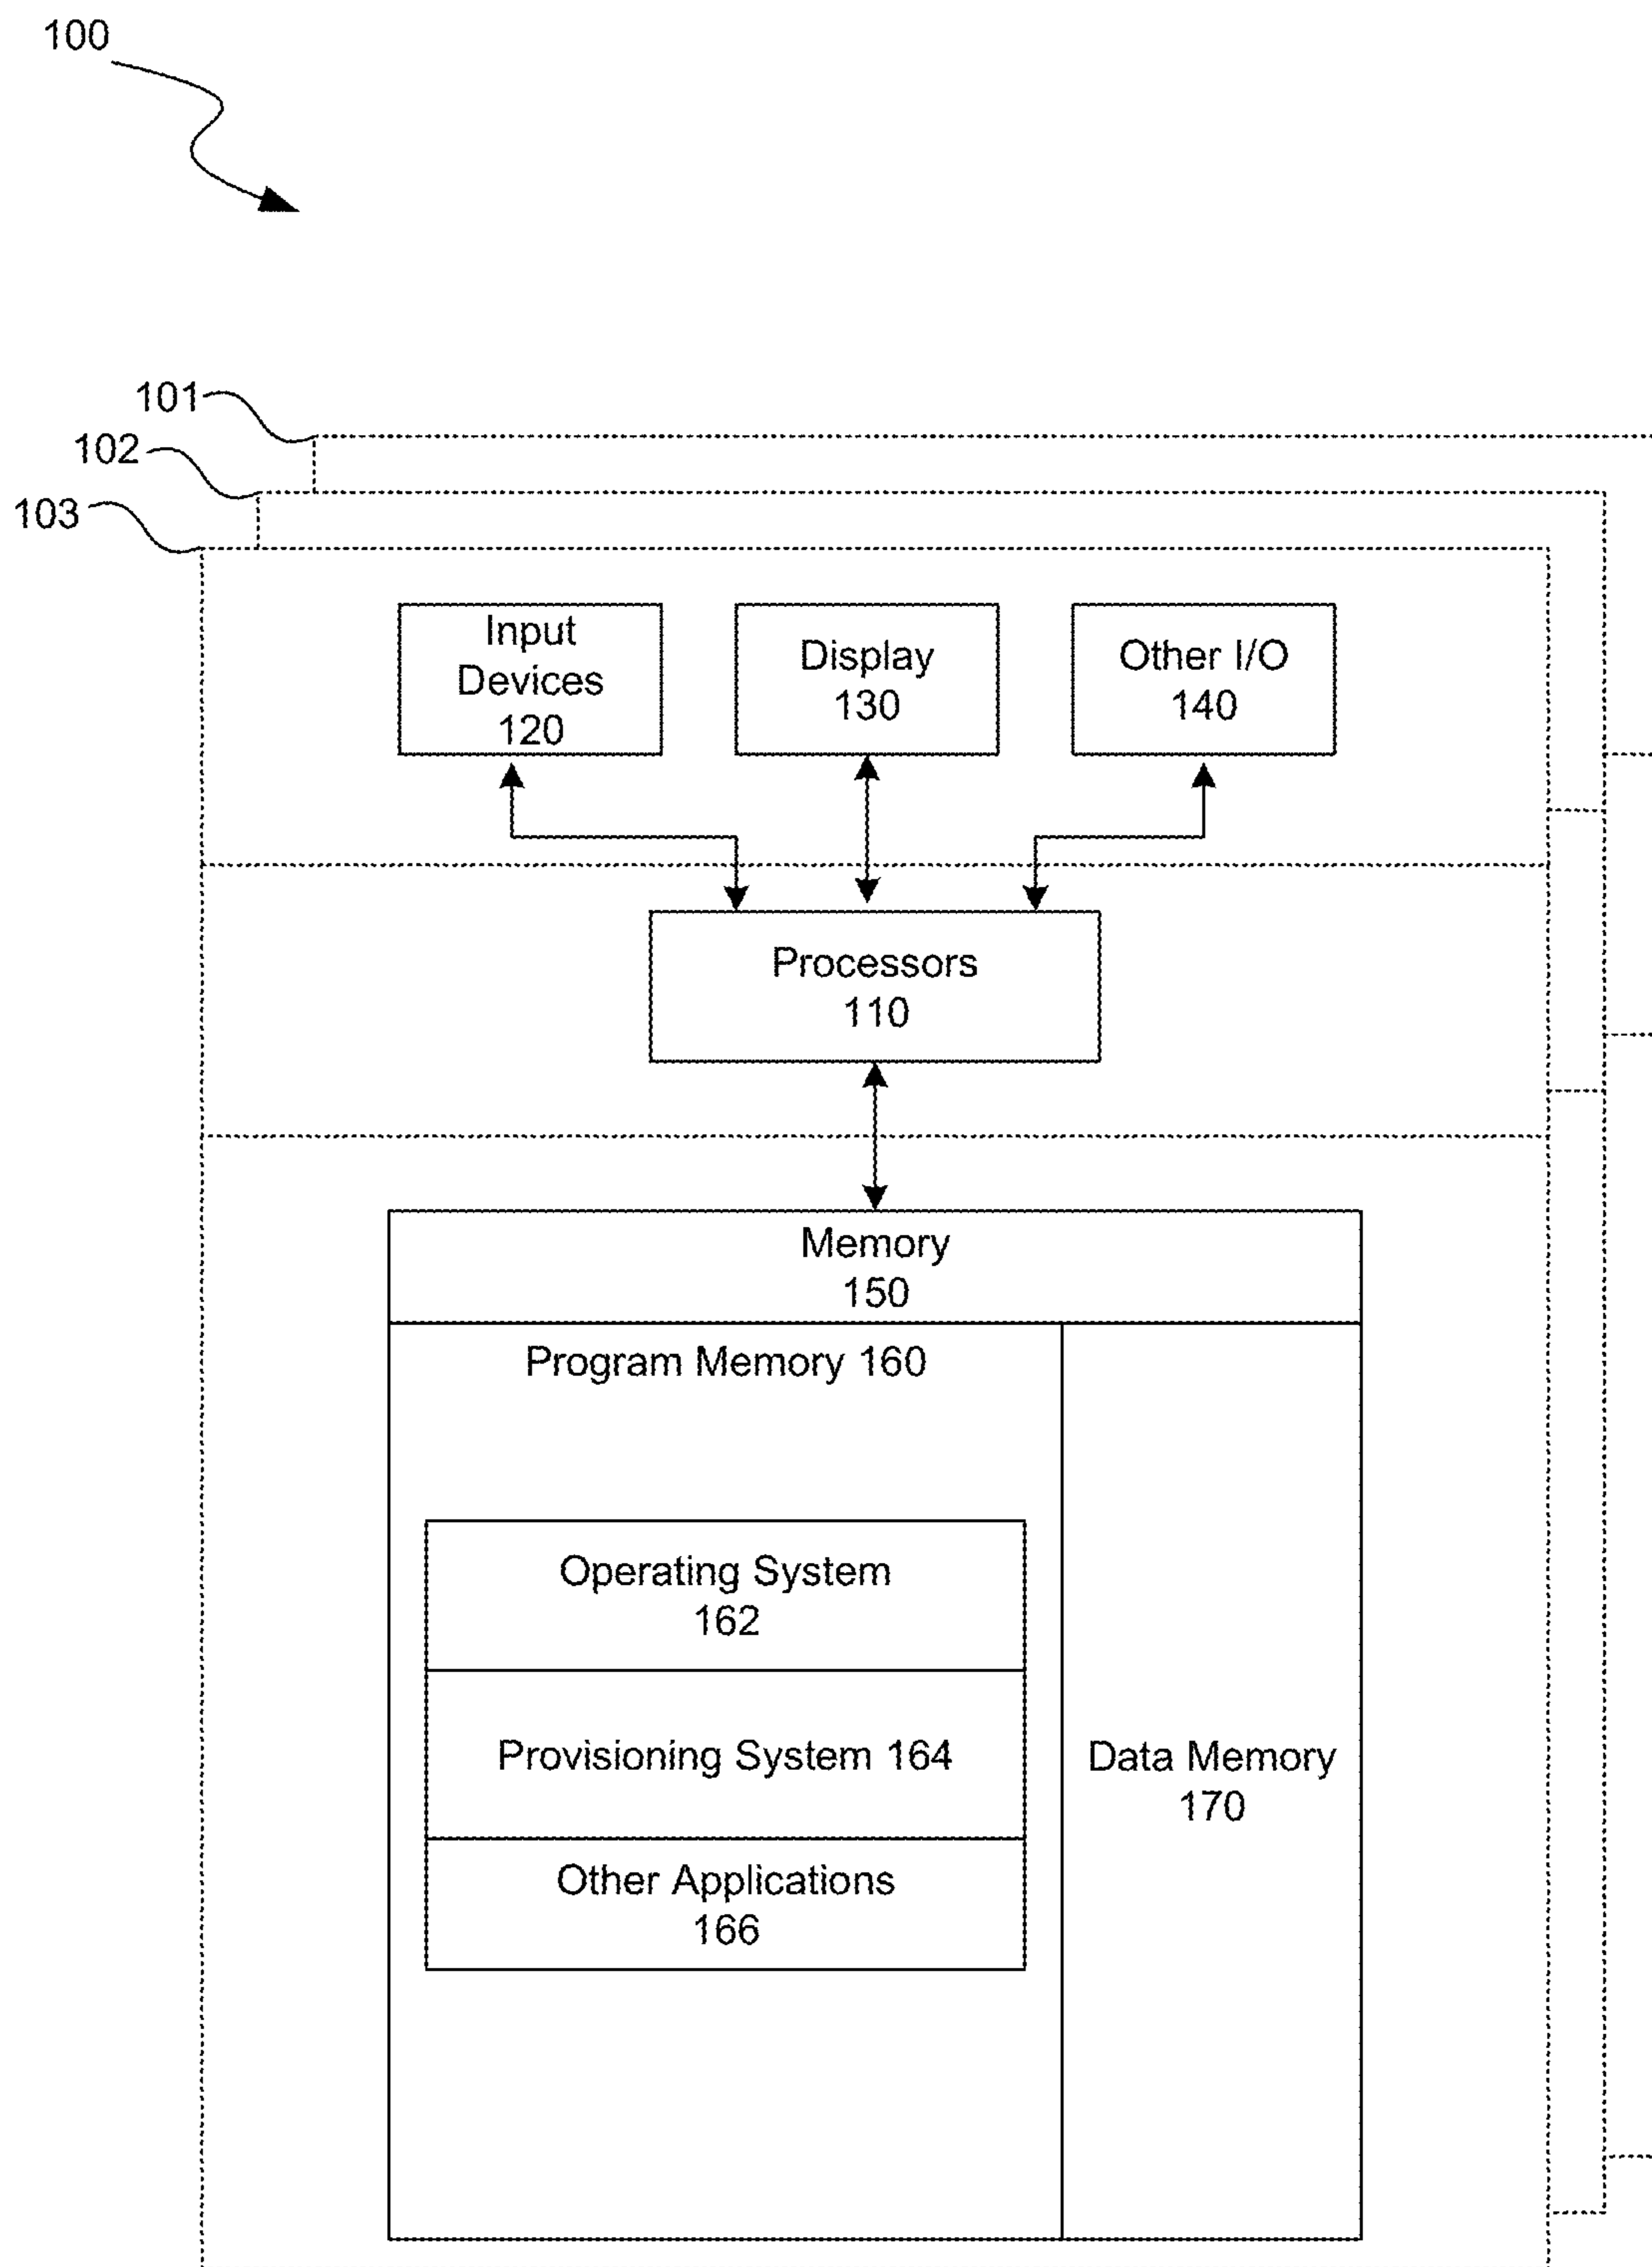 100
101
102
103
Input
Devices
120
Display
130
Other I/O
140
Processors
110
Memory
150
Program Memory 160
Operating System
162
Provisioning System 164
Other Applications
166
Data Memory
170